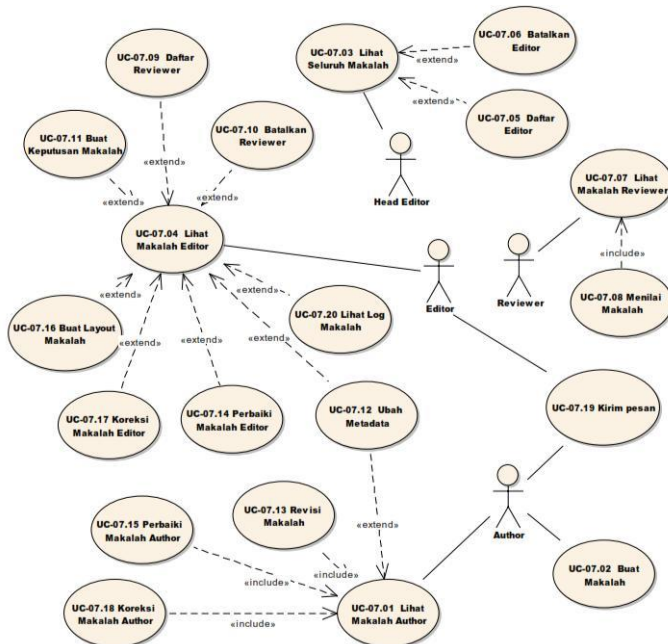 UC-07.09 Daftar
Reviewer
UC-07.03 Lihat
Seluruh Makalah
UC-07.06 Batalkan
Editor
«extend»
«extend»
UC-07.05 Daftar
Editor
UC-07.11 Buat
Keputusan Makalah
UC-07.10 Batalkan
Reviewer
«extend»
«extend»
«extend»
Head Editor
UC-07.07 Lihat
Makalah Reviewer
UC-07.04 Lihat
Makalah Editor
«include»
Editor
Reviewer
UC-07.08 Menilai
Makalah
«extend»
«extend»
UC-07.16 Buat Layout
Makalah
UC-07.20 Lihat Log
Makalah
«extend»
«extend»
«extend»
UC-07.17 Koreksi
Makalah Editor
UC-07.14 Perbaiki
Makalah Editor
UC-07.12 Ubah
Metadata
UC-07.19 Kirim pesan
UC-07.15 Perbaiki
Makalah Author
UC-07.13 Revisi
Makalah
«extend»
Author
«include»
«include»
UC-07.02 Buat
Makalah
UC-07.18 Koreksi
Makalah Author
«include»
UC-07.01 Lihat
Makalah Author